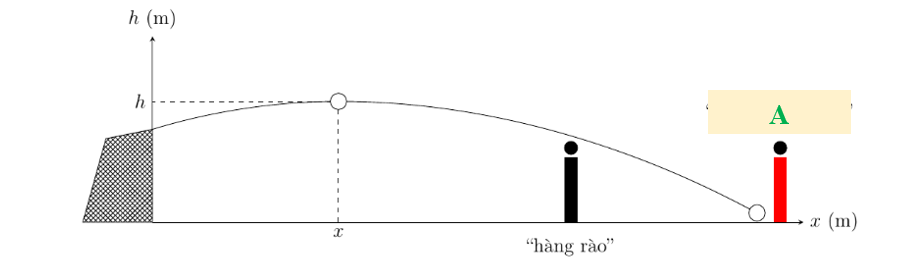 h (m)
h
A
x (m)
x
“hàng rào”